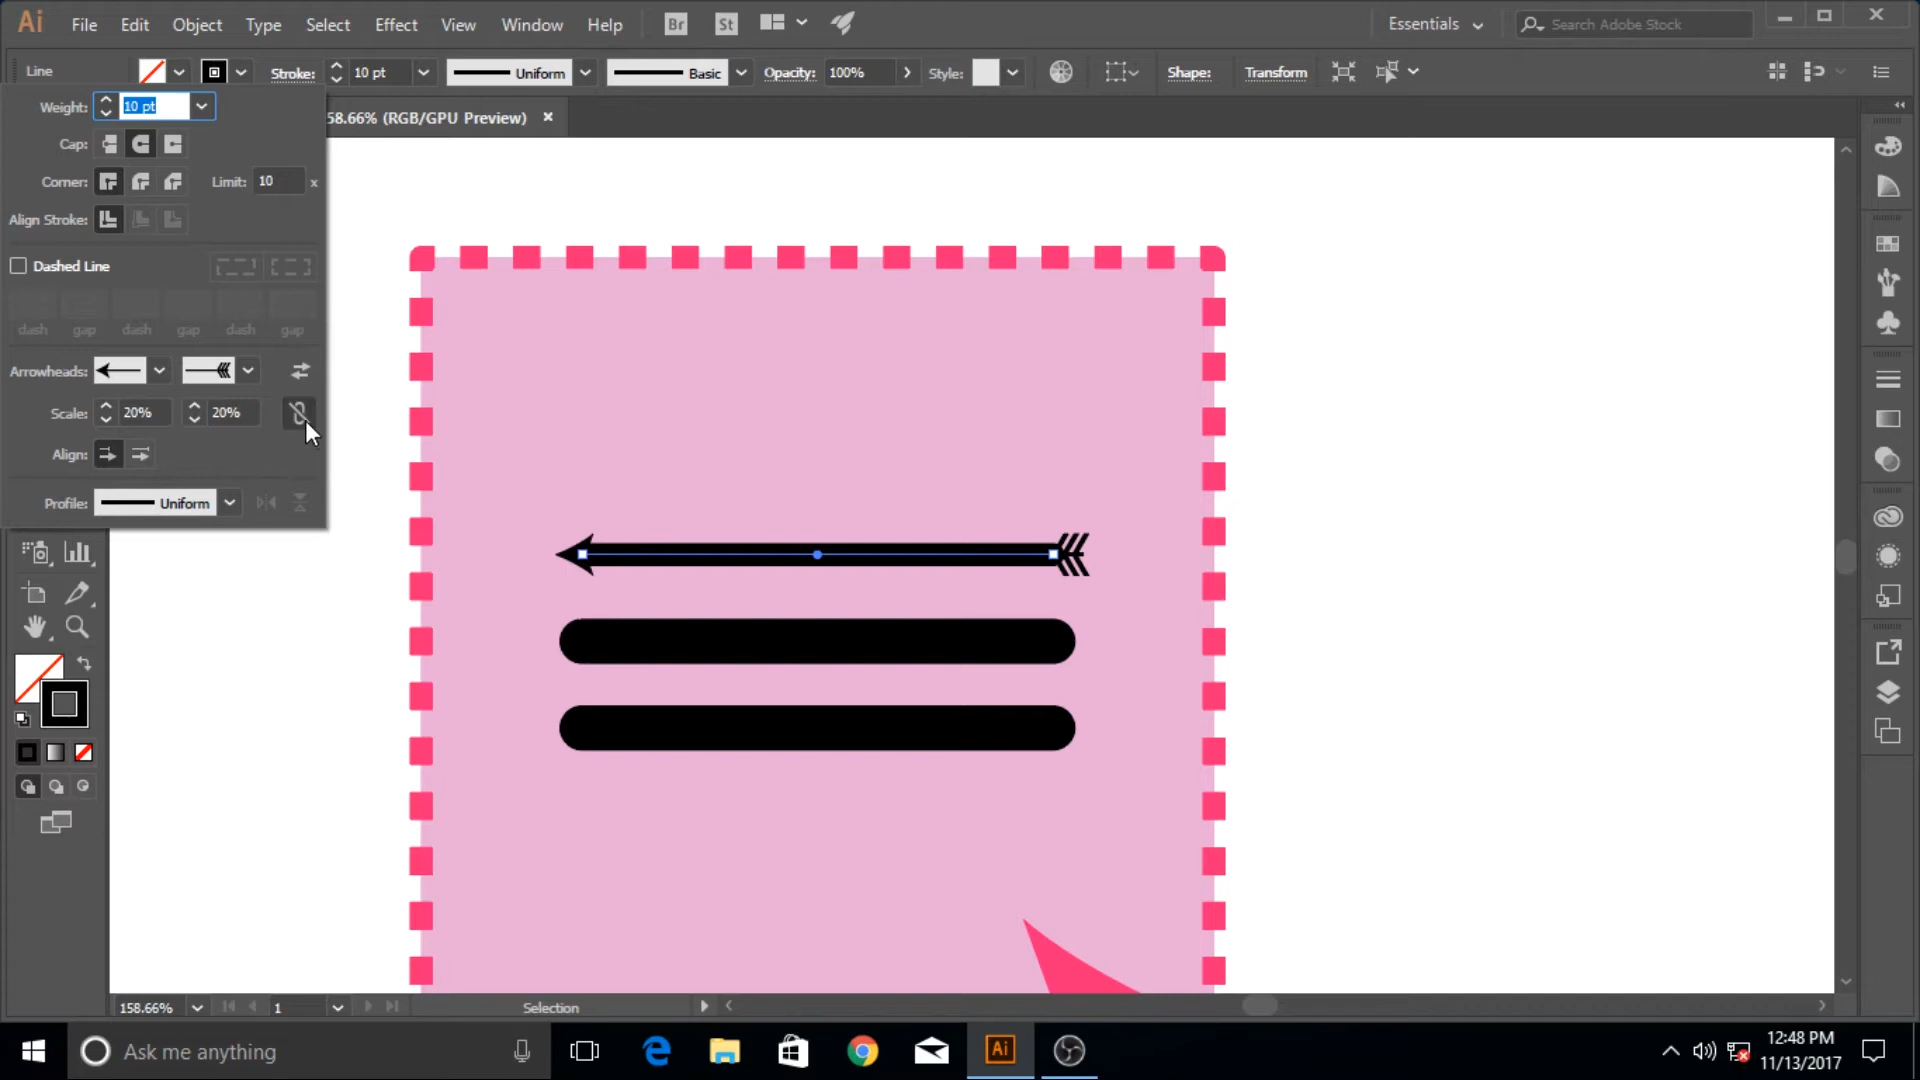 Ai File Edit Object Type Select Effect View Window Help Br St Essentials Search Adobe Stock
Line Stroke: 10 pt Uniform Basic Opacity: 100% Style: Shape: Transform
58.66% (RGB/GPU Preview) ×
Weight: 10 pt
Cap:
Corner: Limit: 10 x
Align Stroke:
Dashed Line
dash gap dash gap dash gap
Arrowheads:
Scale: 20% 20%
Align:
Profile: Uniform
158.66% 1 Selection
Ask me anything
Ai
12:48 PM
11/13/2017